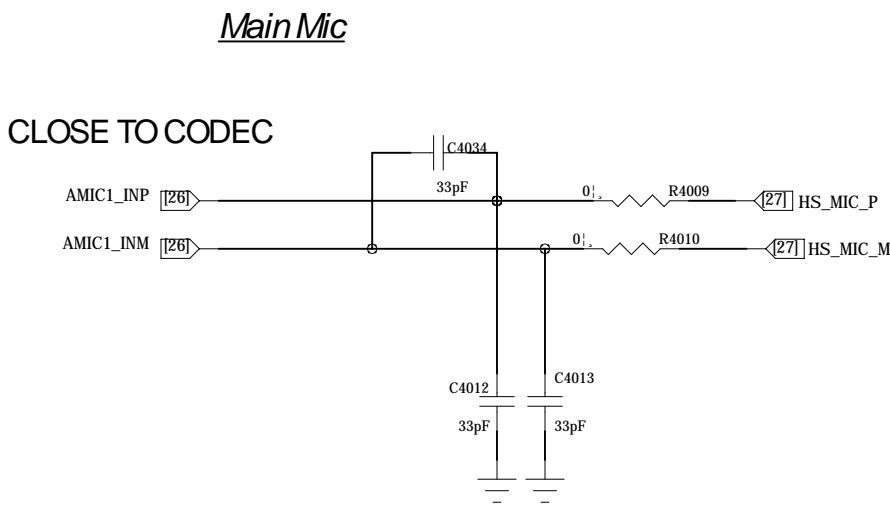 Main Mic
CLOSE TO CODEC
C4034
33pF
AMIC1_INP [26] 0¦¸ R4009 [27] HS_MIC_P
AMIC1_INM [26] 0¦¸ R4010 [27] HS_MIC_M
C4012 C4013
33pF 33pF